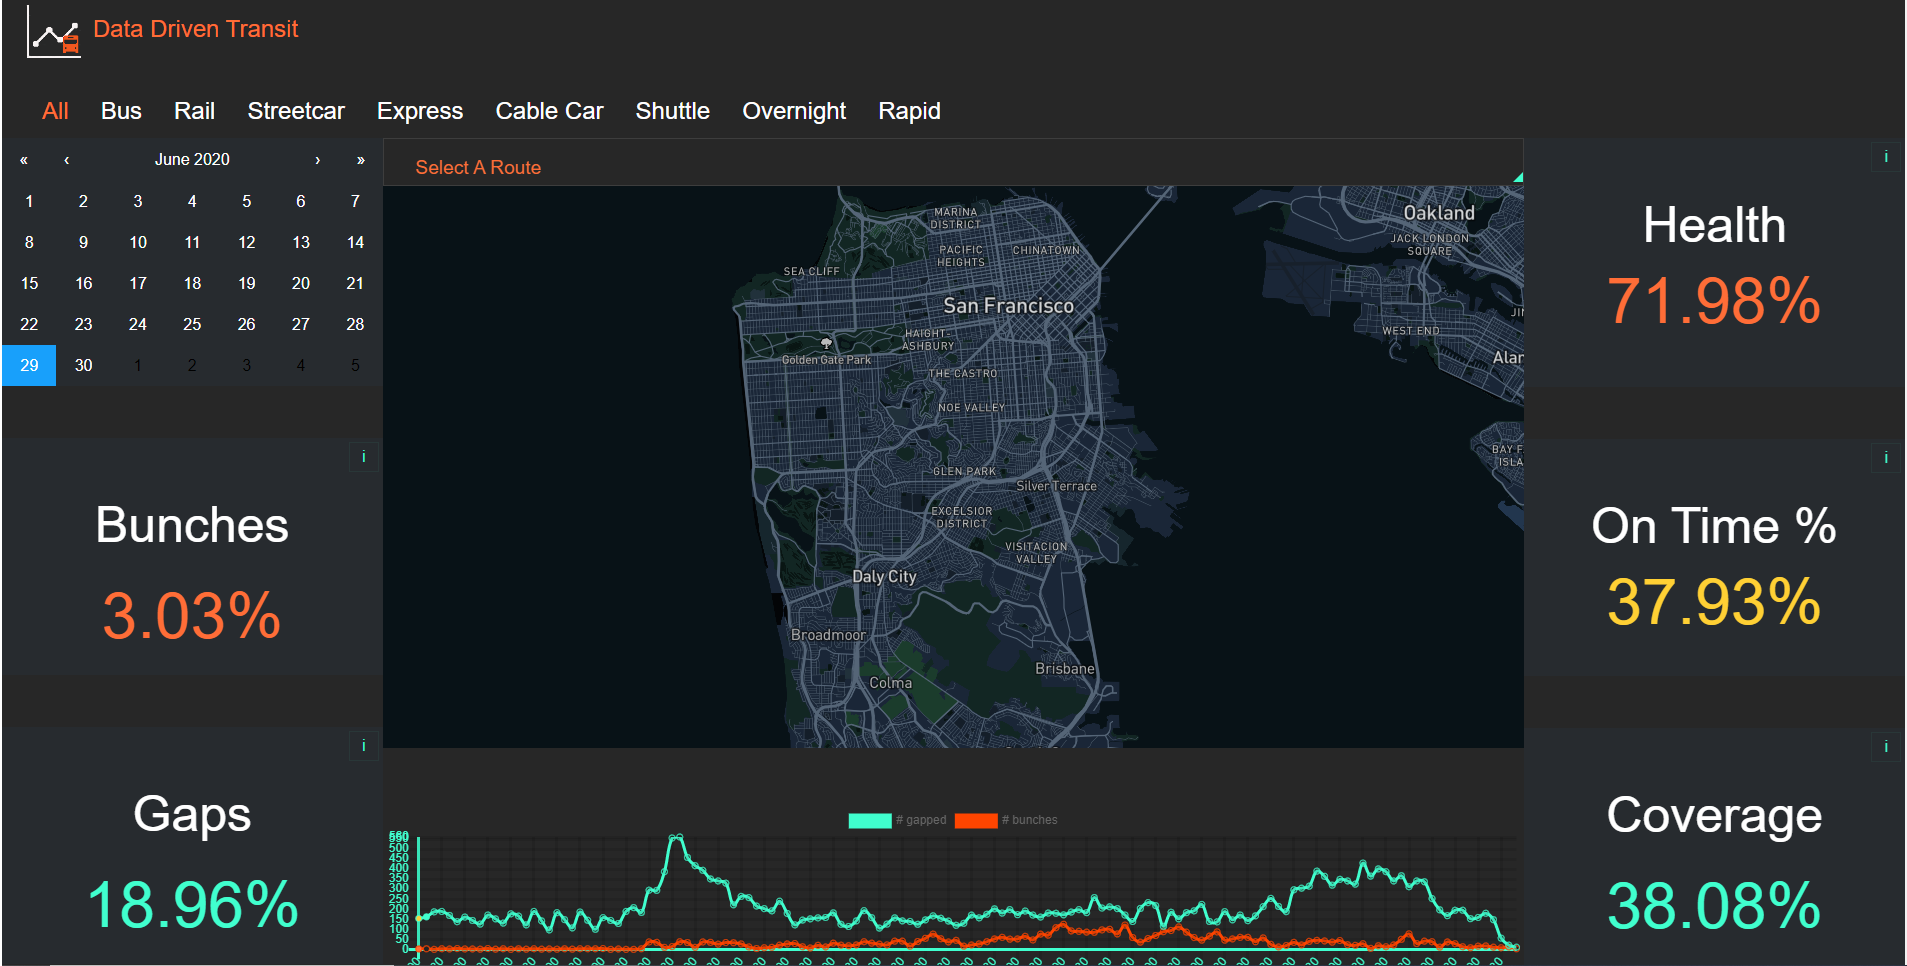 Data Driven Transit
All Bus Rail Streetcar Express Cable Car Shuttle Overnight Rapid
« ‹ June 2020 › »
1 2 3 4 5 6 7
8 9 10 11 12 13 14
15 16 17 18 19 20 21
22 23 24 25 26 27 28
29 30 1 2 3 4 5
i
Bunches
3.03%
i
Gaps
18.96%
Select A Route
MARINA
DISTRICT
PACIFIC
HEIGHTS
CHINATOWN
SEA CLIFF
San Francisco
HAIGHT-
ASHBURY
Golden Gate Park
THE CASTRO
NOE VALLEY
GLEN PARK
Silver Terrace
EXCELSIOR
DISTRICT
VISITACION
VALLEY
Daly City
Broadmoor
Brisbane
Colma
Oakland
JACK LONDON
SQUARE
WEST END
Alam
BAY F
ISLA
# gapped # bunches
550
500
450
400
350
300
250
200
150
100
50
0
i
Health
71.98%
i
On Time %
37.93%
i
Coverage
38.08%